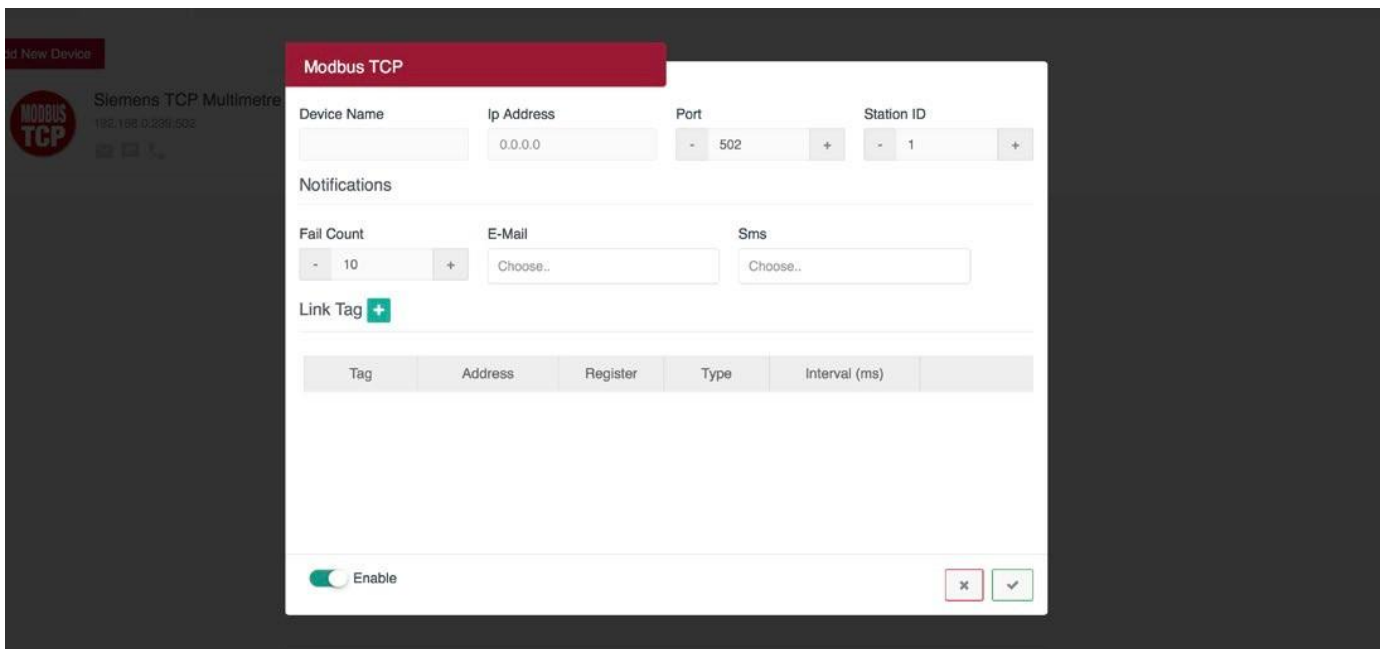 dd New Device
MODBUS
TCP
Siemens TCP Multimetre
Modbus TCP
Device Name Ip Address Port Station ID
0.0.0.0 - 502 + - 1 +
Notifications
Fail Count E-Mail Sms
- 10 + Choose.. Choose..
Link Tag +
Tag Address Register Type Interval (ms)
Enable